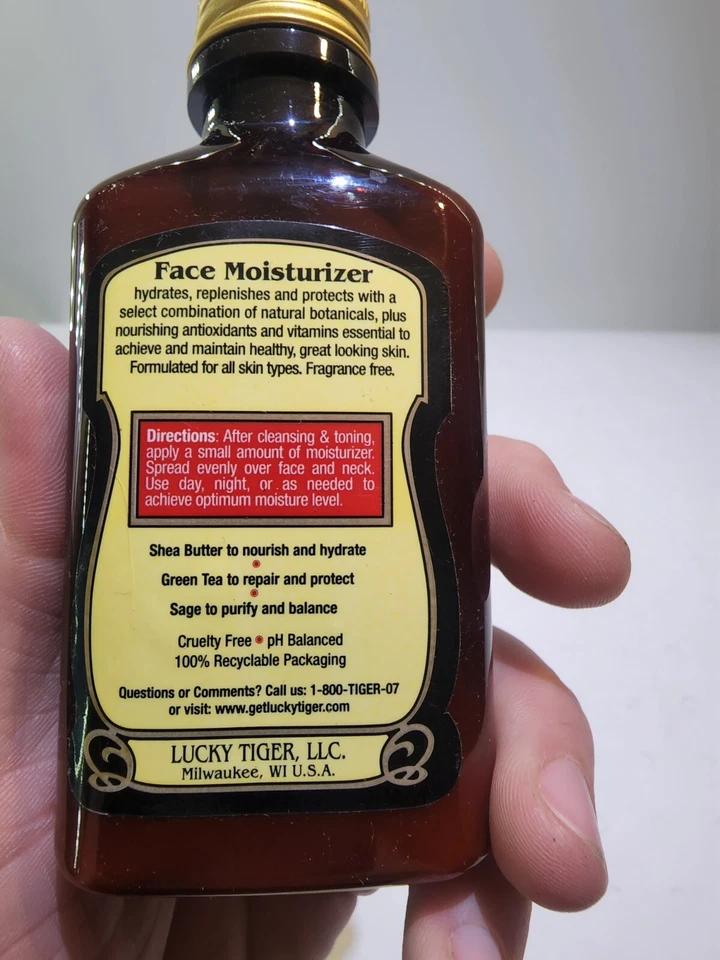 Face Moisturizer
hydrates, replenishes and protects with a
select combination of natural botanicals, plus
nourishing antioxidants and vitamins essential to
achieve and maintain healthy, great looking skin.
Formulated for all skin types. Fragrance free.
Directions: After cleansing & toning,
apply a small amount of moisturizer.
Spread evenly over face and neck.
Use day, night, or as needed to
achieve optimum moisture level.
Shea Butter to nourish and hydrate
Green Tea to repair and protect
Sage to purify and balance
Cruelty Free • pH Balanced
100% Recyclable Packaging
Questions or Comments? Call us: 1-800-TIGER-07
or visit: www.getluckytiger.com
LUCKY TIGER, LLC.
Milwaukee, WI U.S.A.